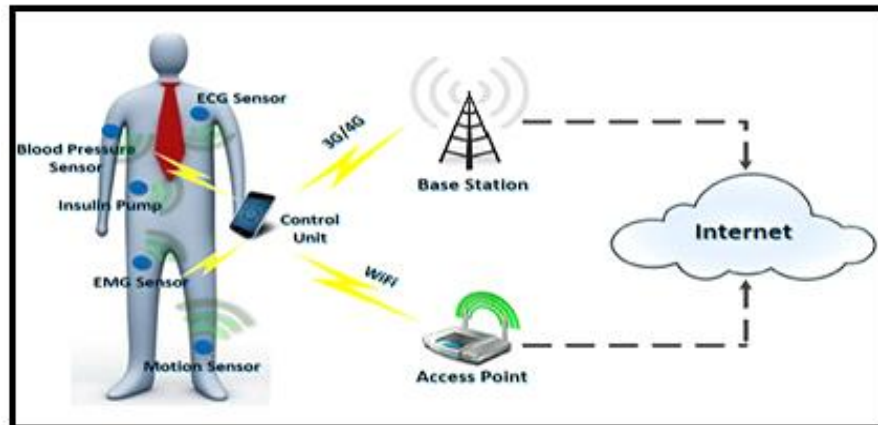 ECG Sensor
Blood Pressure
Sensor
Insulin Pump
EMG Sensor
Motion Sensor
Control
Unit
3G/4G
WiFi
Base Station
Access Point
Internet